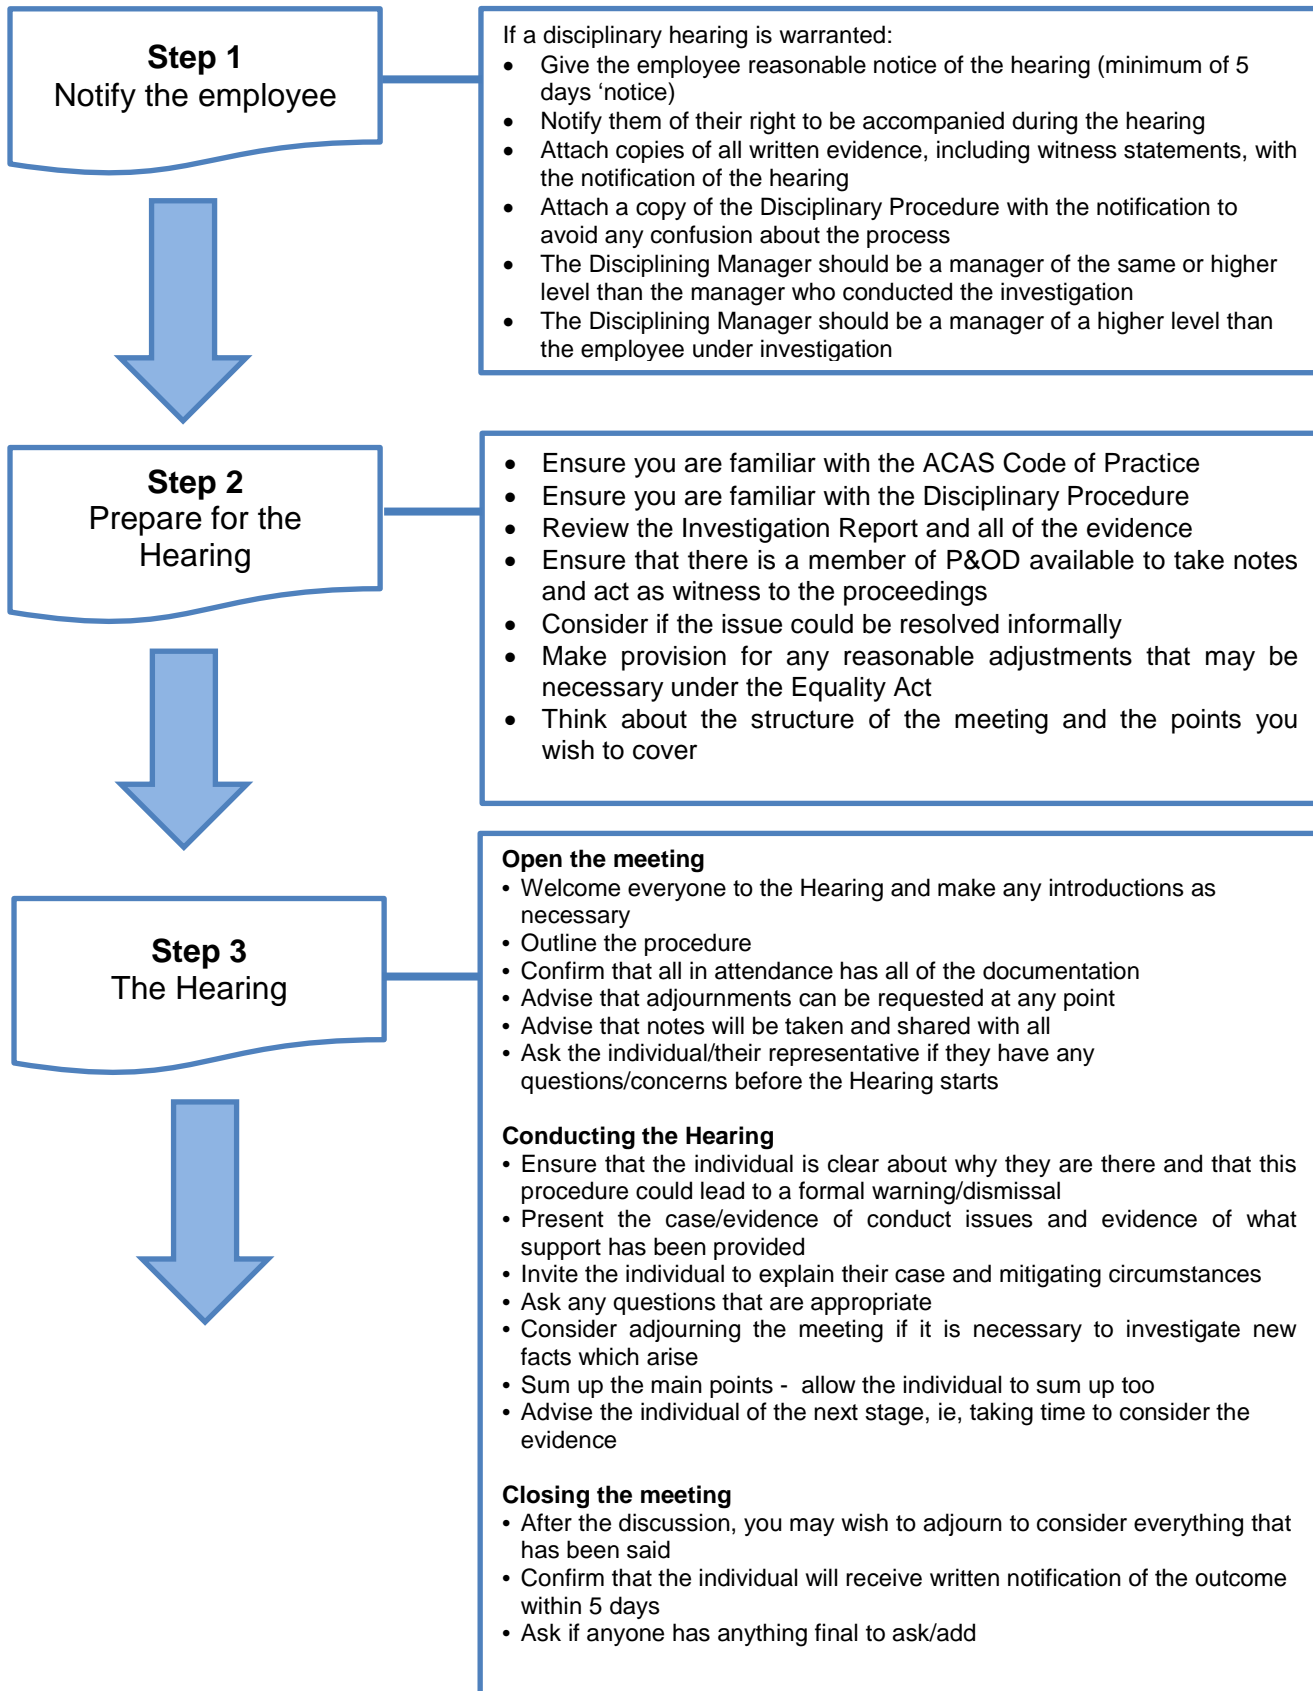 Step 1
Notify the employee
If a disciplinary hearing is warranted:
• Give the employee reasonable notice of the hearing (minimum of 5
days ‘notice)
• Notify them of their right to be accompanied during the hearing
• Attach copies of all written evidence, including witness statements, with
the notification of the hearing
• Attach a copy of the Disciplinary Procedure with the notification to
avoid any confusion about the process
• The Disciplining Manager should be a manager of the same or higher
level than the manager who conducted the investigation
• The Disciplining Manager should be a manager of a higher level than
the employee under investigation
Step 2
Prepare for the
Hearing
• Ensure you are familiar with the ACAS Code of Practice
• Ensure you are familiar with the Disciplinary Procedure
• Review the Investigation Report and all of the evidence
• Ensure that there is a member of P&OD available to take notes
and act as witness to the proceedings
• Consider if the issue could be resolved informally
• Make provision for any reasonable adjustments that may be
necessary under the Equality Act
• Think about the structure of the meeting and the points you
wish to cover
Step 3
The Hearing
Open the meeting
• Welcome everyone to the Hearing and make any introductions as
necessary
• Outline the procedure
• Confirm that all in attendance has all of the documentation
• Advise that adjournments can be requested at any point
• Advise that notes will be taken and shared with all
• Ask the individual/their representative if they have any
questions/concerns before the Hearing starts
Conducting the Hearing
• Ensure that the individual is clear about why they are there and that this
procedure could lead to a formal warning/dismissal
• Present the case/evidence of conduct issues and evidence of what
support has been provided
• Invite the individual to explain their case and mitigating circumstances
• Ask any questions that are appropriate
• Consider adjourning the meeting if it is necessary to investigate new
facts which arise
• Sum up the main points - allow the individual to sum up too
• Advise the individual of the next stage, ie, taking time to consider the
evidence
Closing the meeting
• After the discussion, you may wish to adjourn to consider everything that
has been said
• Confirm that the individual will receive written notification of the outcome
within 5 days
• Ask if anyone has anything final to ask/add